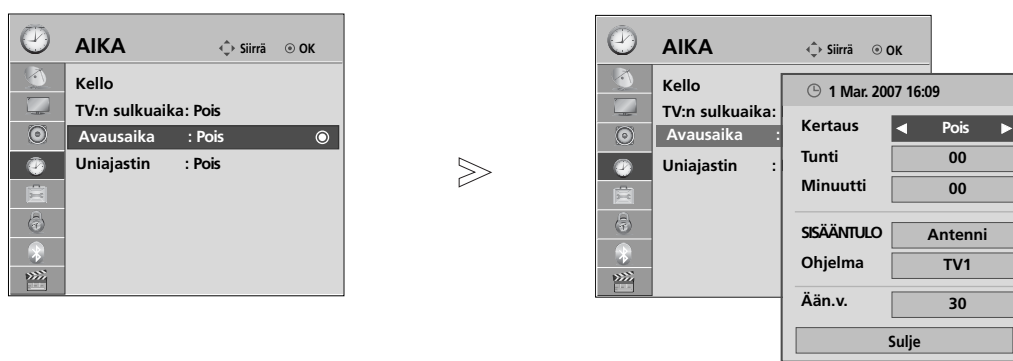 AIKA Siirrä OK
Kello
TV:n sulkuaika: Pois
Avausaika : Pois
Uniajastin : Pois
AIKA Siirrä OK
Kello
TV:n sulkuaika:
Avausaika :
Uniajastin :
1 Mar. 2007 16:09
Kertaus Pois
Tunti 00
Minuutti 00
SISÄÄNTULO Antenni
Ohjelma TV1
Ään.v. 30
Sulje